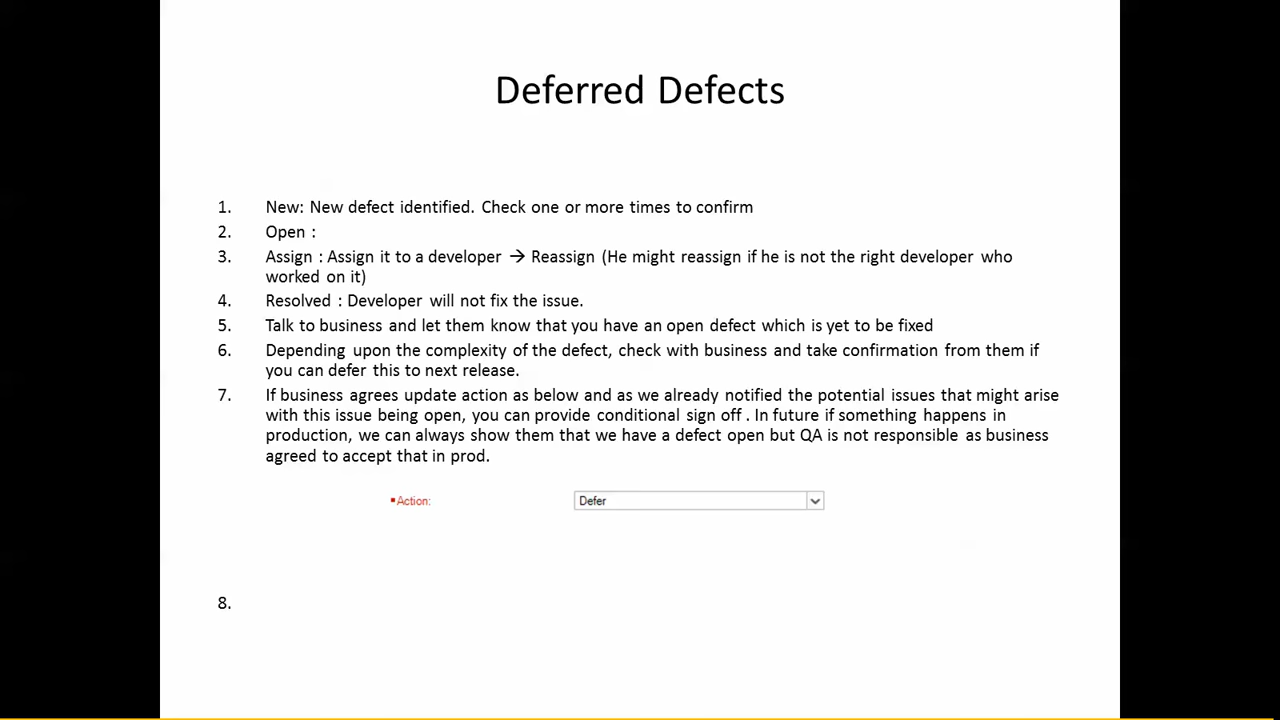 Deferred Defects
1. New: New defect identified. Check one or more times to confirm
2. Open :
3. Assign : Assign it to a developer → Reassign (He might reassign if he is not the right developer who
worked on it)
4. Resolved : Developer will not fix the issue.
5. Talk to business and let them know that you have an open defect which is yet to be fixed
6. Depending upon the complexity of the defect, check with business and take confirmation from them if
you can defer this to next release.
7. If business agrees update action as below and as we already notified the potential issues that might arise
with this issue being open, you can provide conditional sign off . In future if something happens in
production, we can always show them that we have a defect open but QA is not responsible as business
agreed to accept that in prod.
Action: Defer
8.